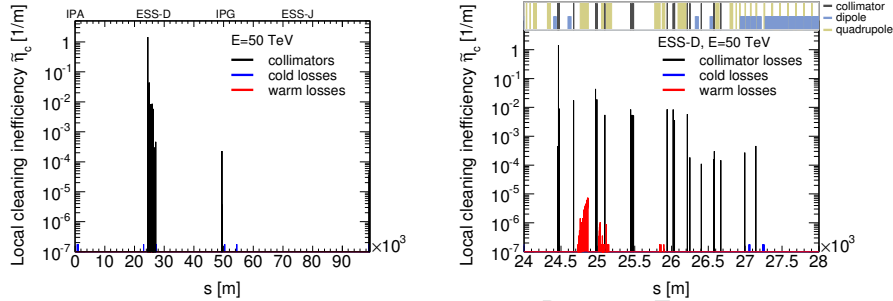 IPA ESS-D IPG ESS-J
E=50 TeV
collimators
cold losses
warm losses
Local cleaning inefficiency η̃c [1/m]
1
10⁻¹
10⁻²
10⁻³
10⁻⁴
10⁻⁵
10⁻⁶
10⁻⁷
0 10 20 30 40 50 60 70 80 90
×10³
s [m]
collimator
dipole
quadrupole
ESS-D, E=50 TeV
collimator losses
cold losses
warm losses
Local cleaning inefficiency η̃c [1/m]
1
10⁻¹
10⁻²
10⁻³
10⁻⁴
10⁻⁵
10⁻⁶
10⁻⁷
24 24.5 25 25.5 26 26.5 27 27.5 28
×10³
s [m]